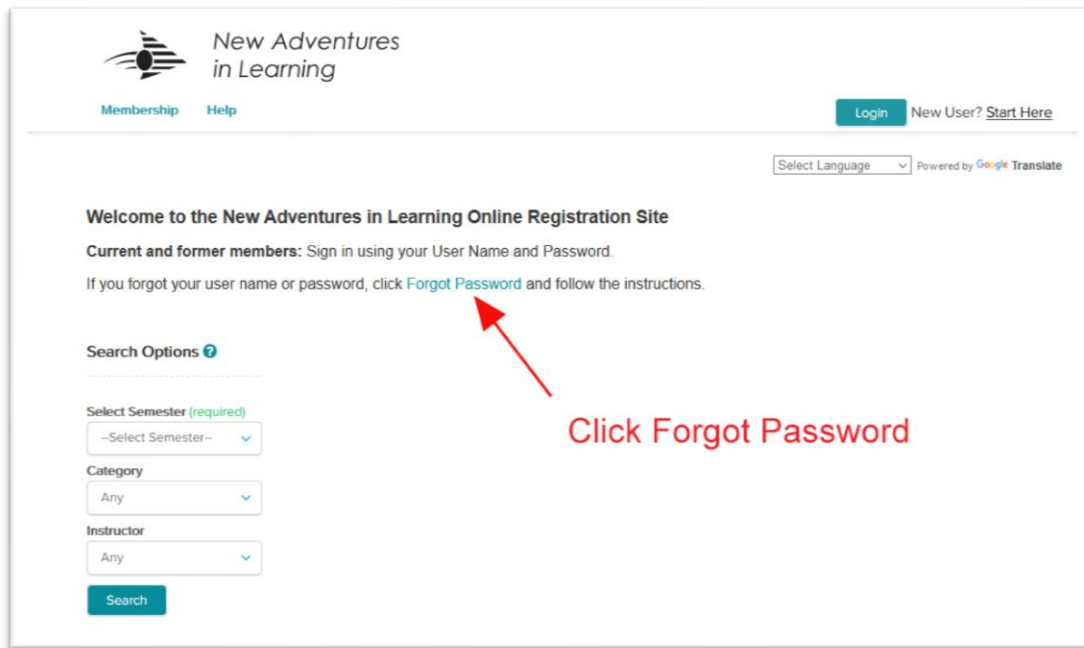 New Adventures
in Learning
Membership Help
Login New User? Start Here
Select Language Powered by Google Translate
Welcome to the New Adventures in Learning Online Registration Site
Current and former members: Sign in using your User Name and Password.
If you forgot your user name or password, click Forgot Password and follow the instructions.
Search Options ?
Click Forgot Password
Select Semester (required)
--Select Semester--
Category
Any
Instructor
Any
Search